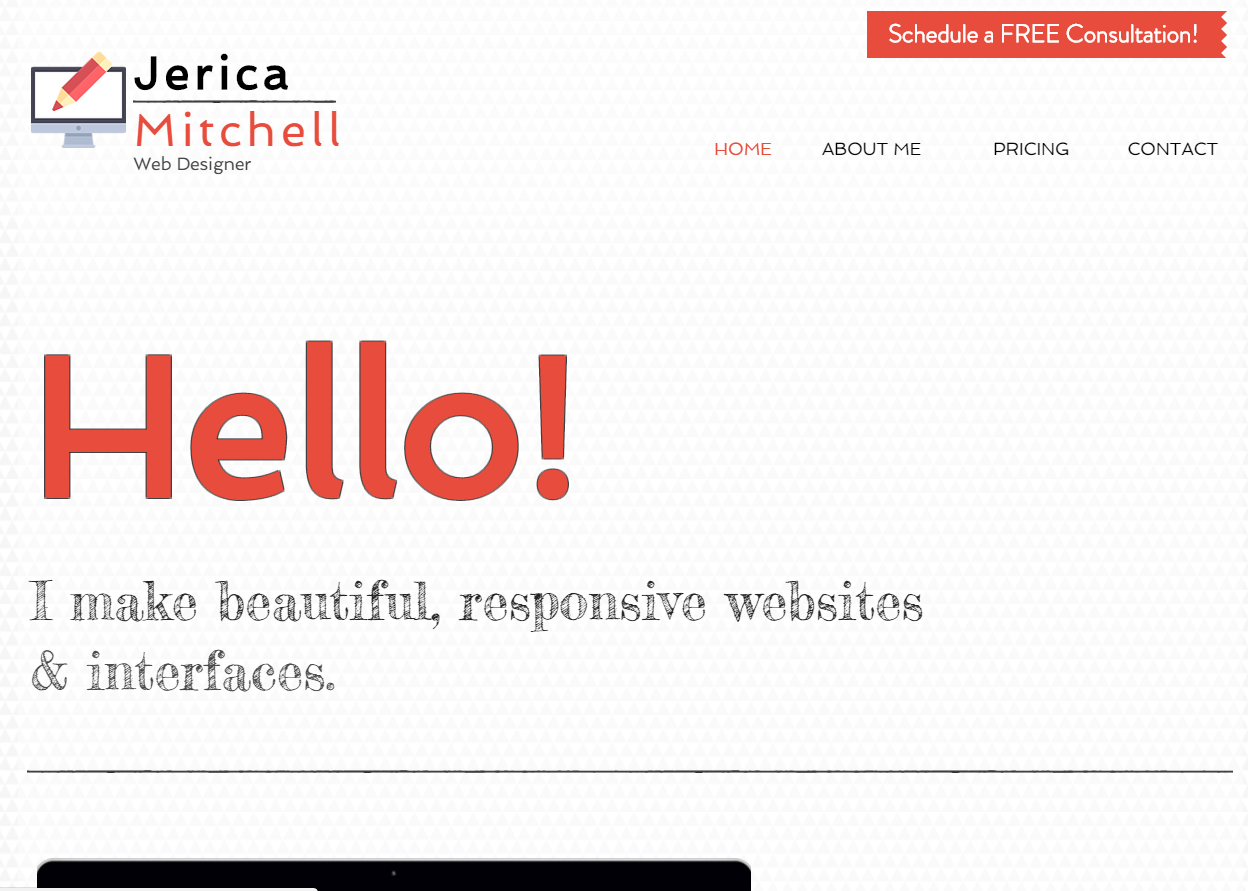 Schedule a FREE Consultation!
Jerica
Mitchell
Web Designer
HOME ABOUT ME PRICING CONTACT
Hello!
I make beautiful, responsive websites
& interfaces.